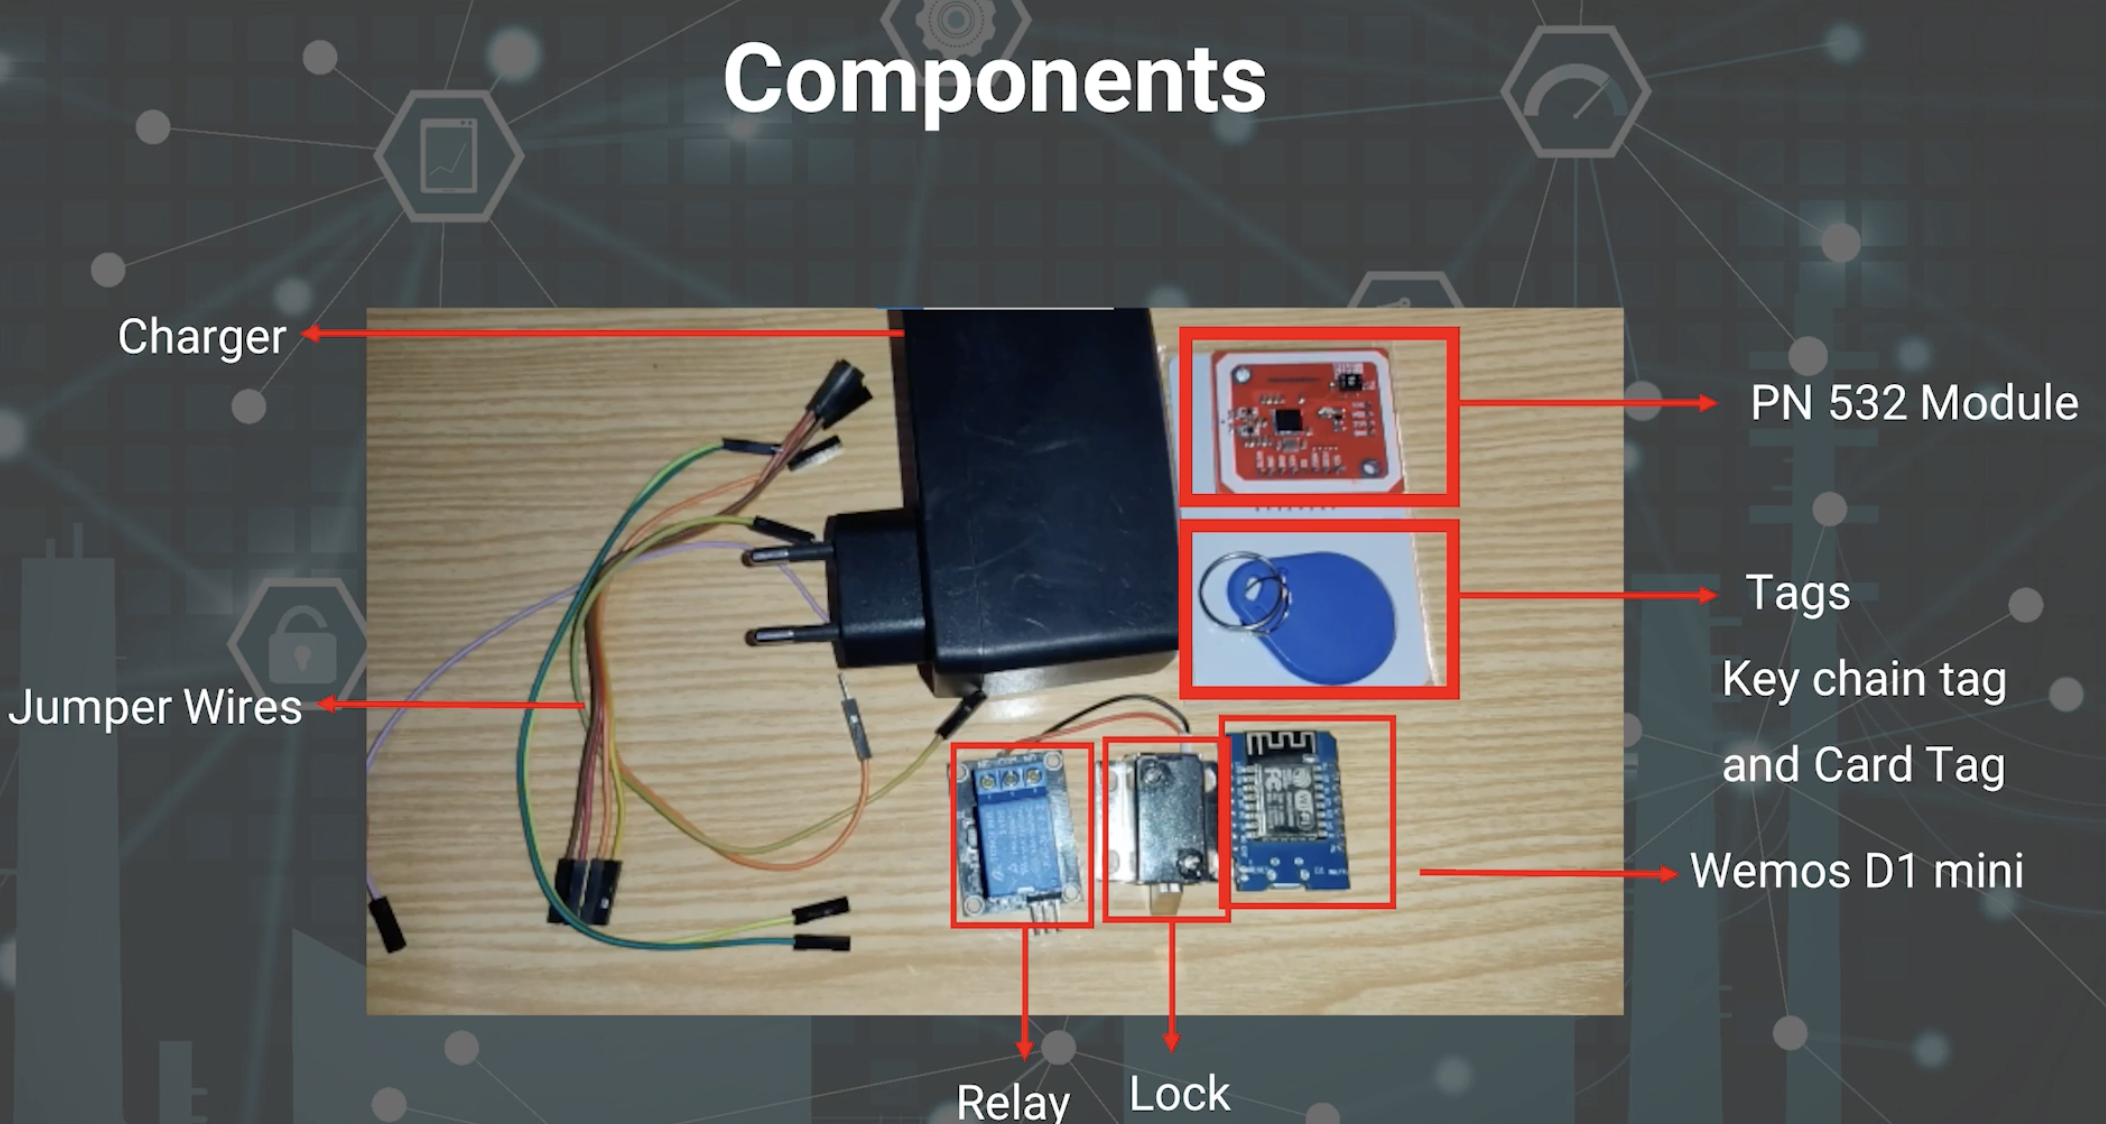 Components
Charger
PN 532 Module
Tags
Key chain tag
and Card Tag
Jumper Wires
Wemos D1 mini
Relay
Lock
WiFi